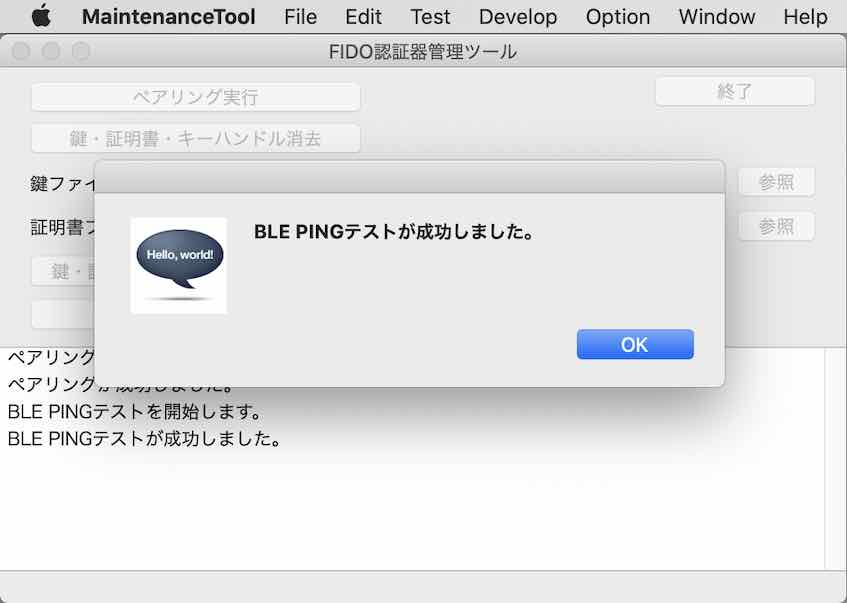 MaintenanceTool File Edit Test Develop Option Window Help
FIDO認証器管理ツール
ペアリング実行
終了
鍵・証明書・キーハンドル消去
鍵ファイ
参照
証明書フ
参照
鍵・
BLE PINGテストが成功しました。
Hello, world!
OK
ペアリング
ペアリングが成功しました。
BLE PINGテストを開始します。
BLE PINGテストが成功しました。